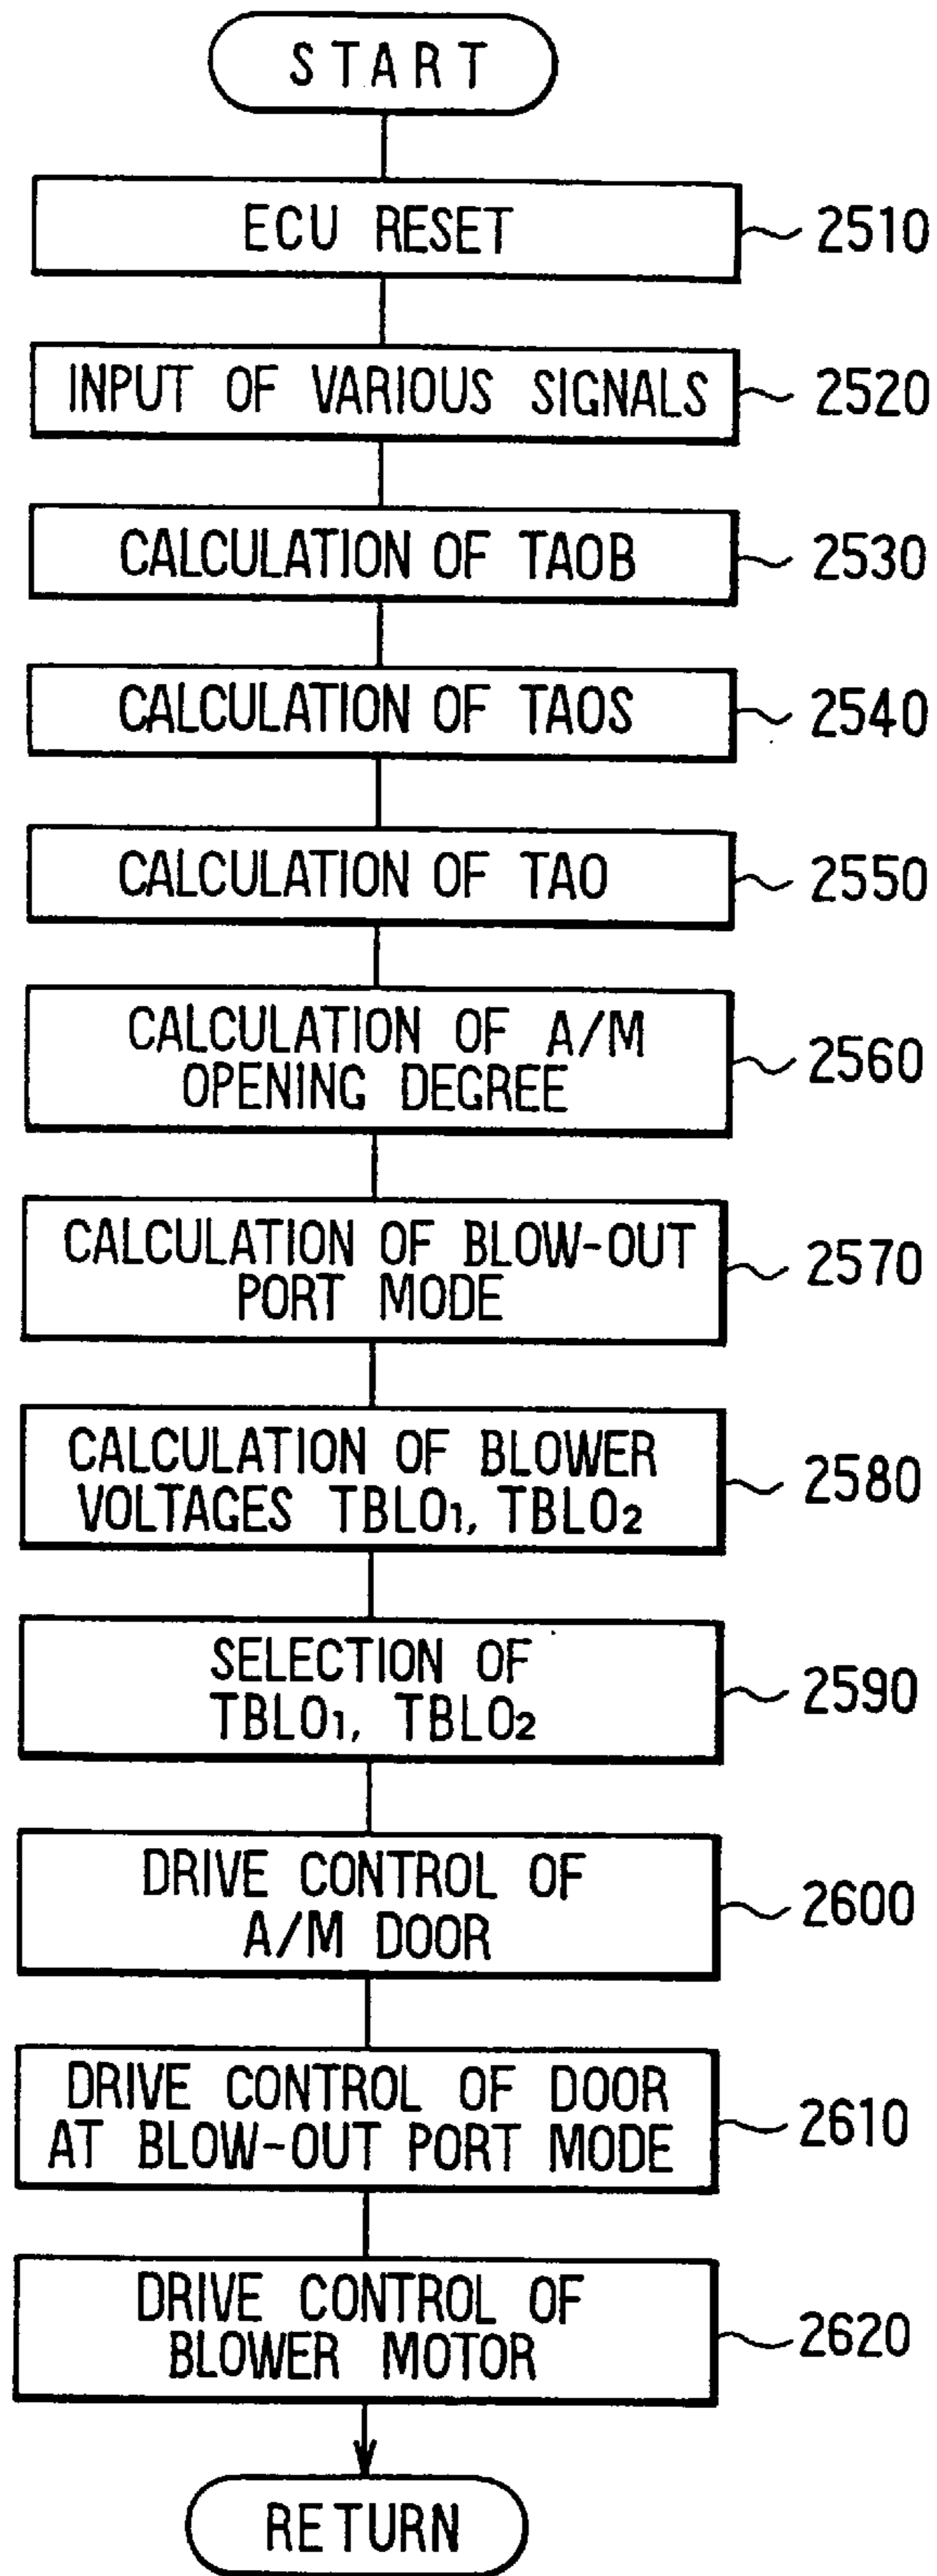 START
ECU RESET
2510
INPUT OF VARIOUS SIGNALS
2520
CALCULATION OF TAOB
2530
CALCULATION OF TAOS
2540
CALCULATION OF TAO
2550
CALCULATION OF A/M
OPENING DEGREE
2560
CALCULATION OF BLOW-OUT
PORT MODE
2570
CALCULATION OF BLOWER
VOLTAGES TBLO1, TBLO2
2580
SELECTION OF
TBLO1, TBLO2
2590
DRIVE CONTROL OF
A/M DOOR
2600
DRIVE CONTROL OF DOOR
AT BLOW-OUT PORT MODE
2610
DRIVE CONTROL OF
BLOWER MOTOR
2620
RETURN